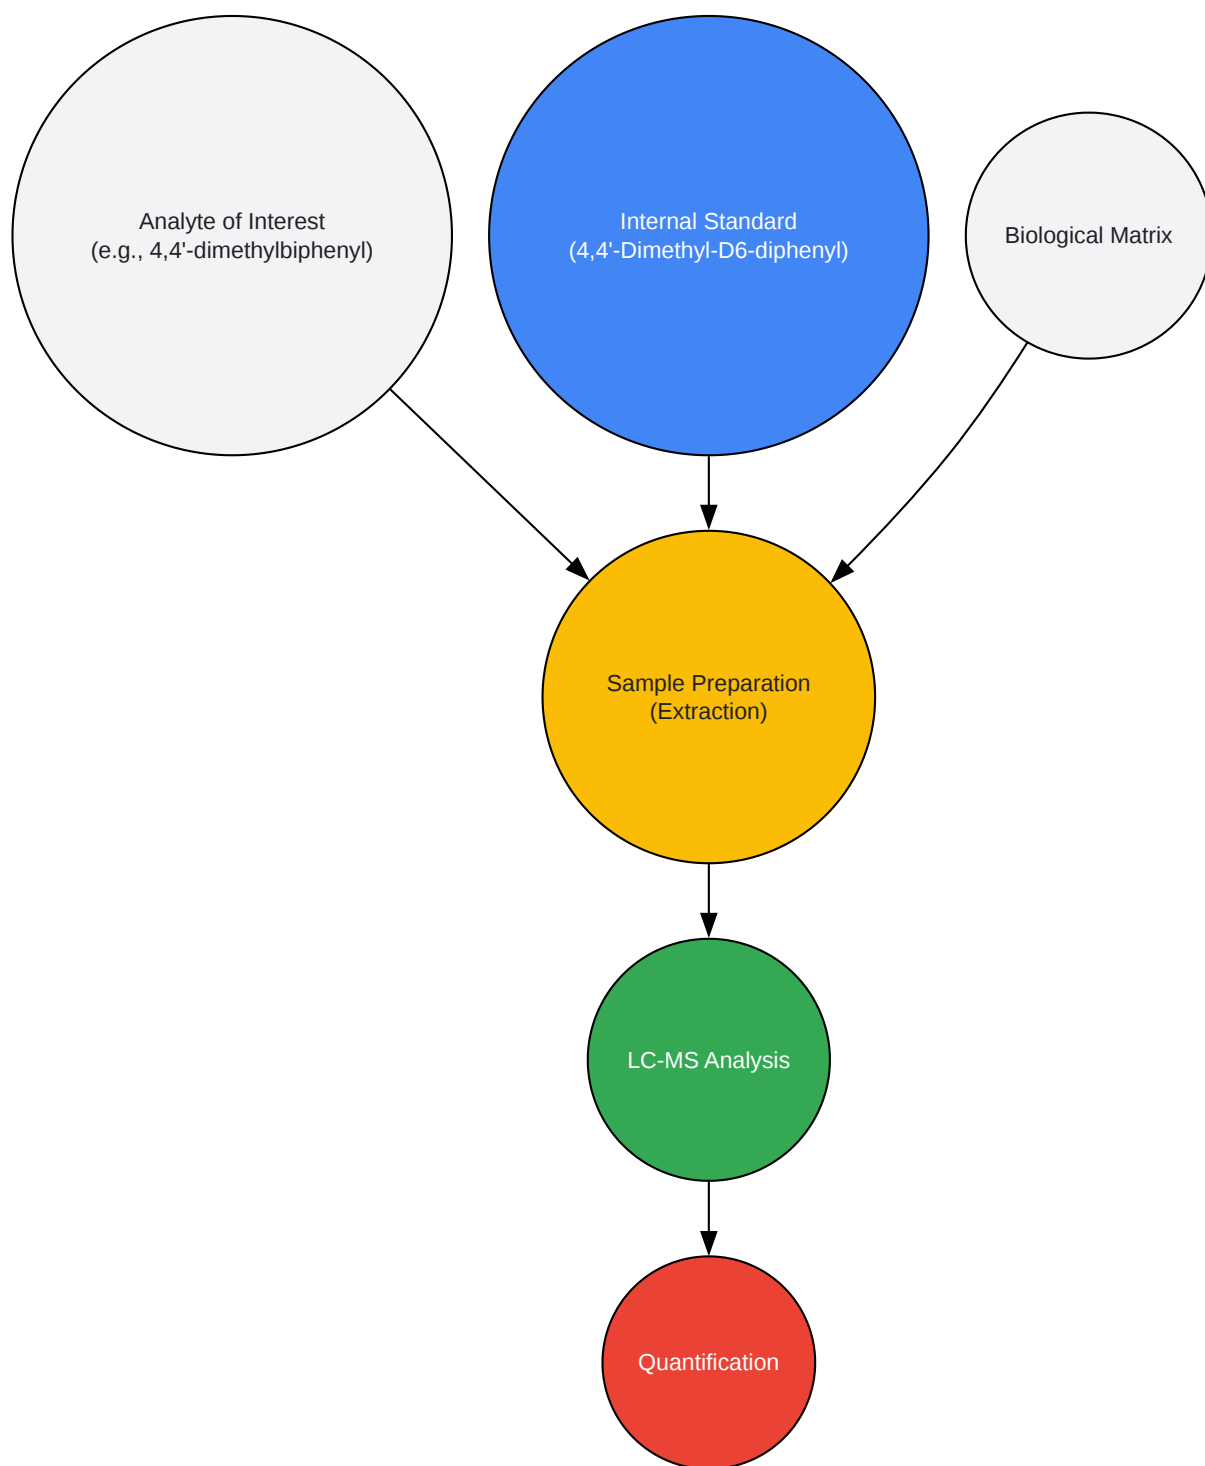 Analyte of Interest
(e.g., 4,4'-dimethylbiphenyl)
Internal Standard
(4,4'-Dimethyl-D6-diphenyl)
Biological Matrix
Sample Preparation
(Extraction)
LC-MS Analysis
Quantification